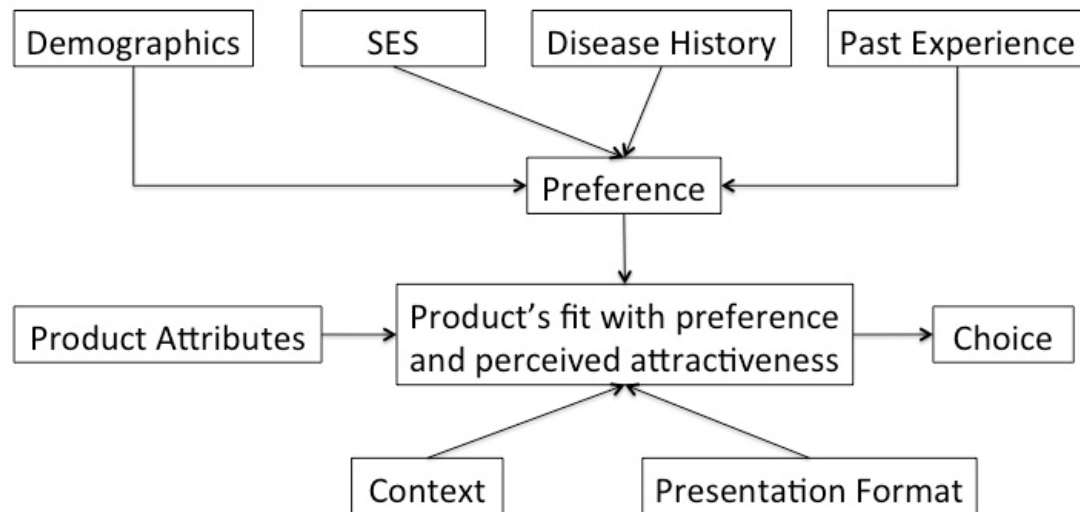 Demographics
SES
Disease History
Past Experience
Preference
Product Attributes
Product’s fit with preference
and perceived attractiveness
Choice
Context
Presentation Format